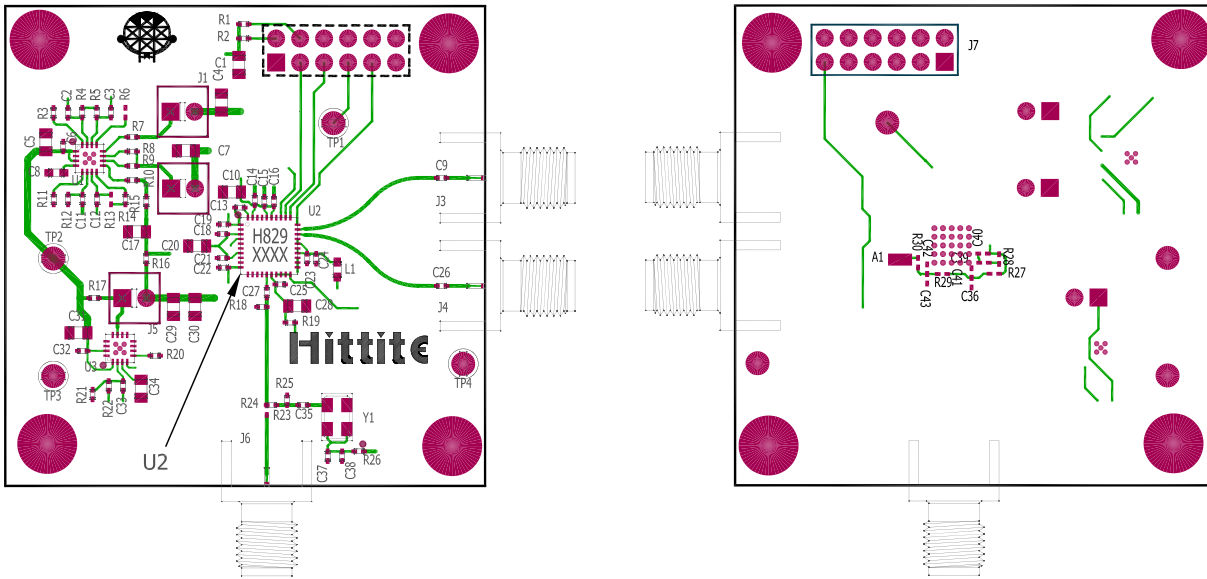 R1
R2
C1
C4
J1
R3
C2
R4
R5
C3
R6
R7
C5
C6
R8
R9
C7
TP1
C8
U1
R10
R11
R12
C11
C12
R13
R14
R15
C10
C14
C15
C16
C13
U2
C9
J3
TP2
C17
C20
C19
C18
H829
XXXX
R16
C21
C22
L1
C26
J4
R17
J5
C29
C30
R18
C27
C25
C28
R19
Hittite
C32
U3
R20
TP3
R21
R22
C33
C34
TP4
R25
R24
R23
C35
Y1
U2
J6
C37
C38
R26
J7
A1
R30
C42
C40
R28
R29
C41
R27
C43
C36